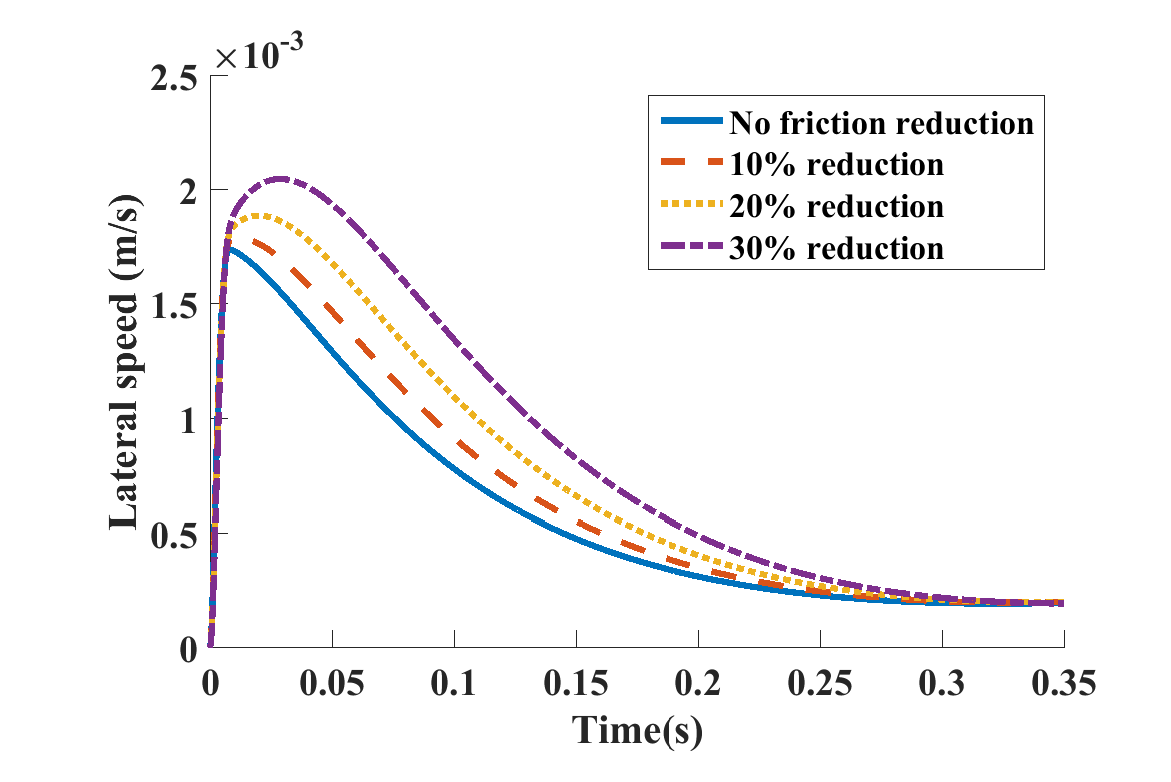 ×10-3
2.5
2
1.5
1
0.5
0
Lateral speed (m/s)
No friction reduction
10% reduction
20% reduction
30% reduction
0 0.05 0.1 0.15 0.2 0.25 0.3 0.35
Time(s)